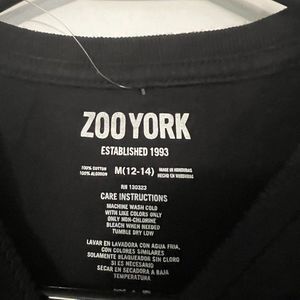 ZOO YORK
ESTABLISHED 1993
100% COTTON
100% ALGODON
M(12-14)
MADE IN HONDURAS
HECHO EN HONDURAS
RN 130323
CARE INSTRUCTIONS
MACHINE WASH COLD
WITH LIKE COLORS ONLY
ONLY NON-CHLORINE
BLEACH WHEN NEEDED
TUMBLE DRY LOW
LAVAR EN LAVADORA CON AGUA FRIA,
CON COLORES SIMILARES
SOLAMENTE BLAQUEADOR SIN CLORO
SI ES NECESARIO
SECAR EN SECADORA A BAJA
TEMPERATURA